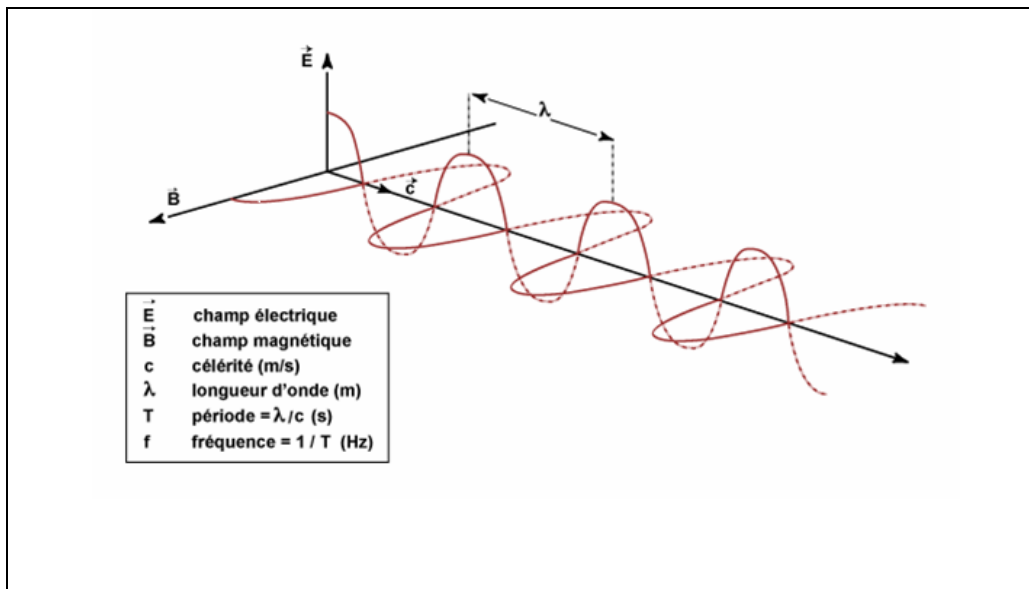 E
λ
B
c
E champ électrique
B champ magnétique
c célérité (m/s)
λ longueur d'onde (m)
T période = λ/c (s)
f fréquence = 1 / T (Hz)